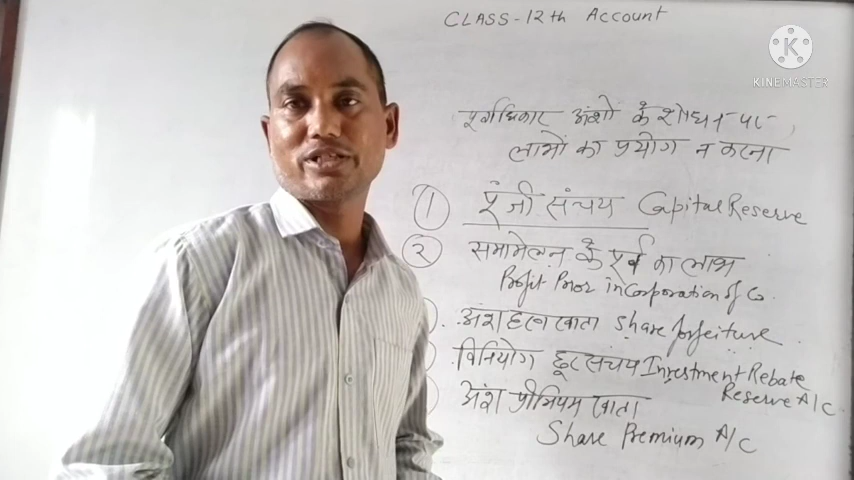 CLASS-12th Account
KINEMASTER
पूर्वाधिकार अंशों के शोधन पर
लाभों का प्रयोग न करना
① पूंजी संचय Capital Reserve
② समामेलन के पूर्व का लाभ
Profit Prior inCorporation of Co.
अंश हरण खाता share forfeiture
विनियोग छूट संचय Investment Rebate
Reserve A/C
अंश प्रीमियम खाता
Share Premium A/C